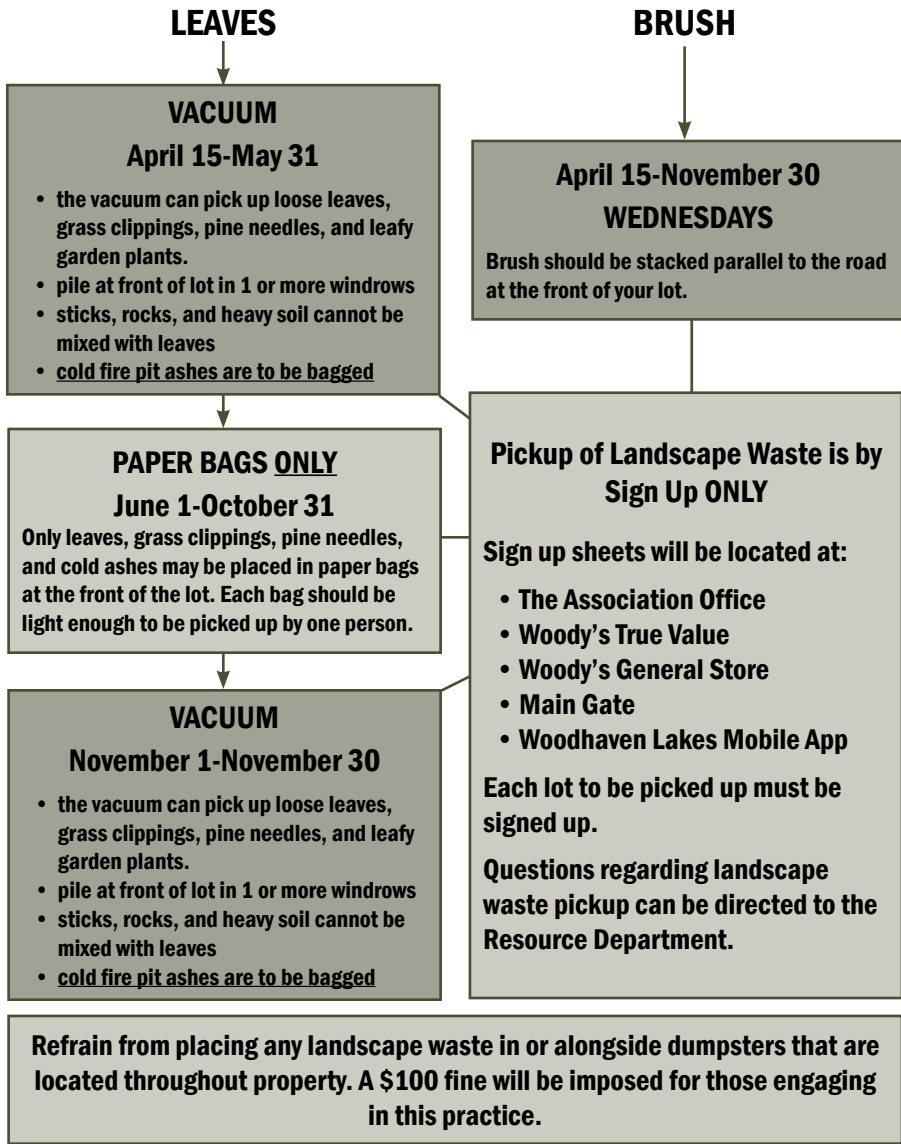 LEAVES
VACUUM
April 15-May 31
• the vacuum can pick up loose leaves,
grass clippings, pine needles, and leafy
garden plants.
• pile at front of lot in 1 or more windrows
• sticks, rocks, and heavy soil cannot be
mixed with leaves
• cold fire pit ashes are to be bagged
PAPER BAGS ONLY
June 1-October 31
Only leaves, grass clippings, pine needles,
and cold ashes may be placed in paper bags
at the front of the lot. Each bag should be
light enough to be picked up by one person.
VACUUM
November 1-November 30
• the vacuum can pick up loose leaves,
grass clippings, pine needles, and leafy
garden plants.
• pile at front of lot in 1 or more windrows
• sticks, rocks, and heavy soil cannot be
mixed with leaves
• cold fire pit ashes are to be bagged
BRUSH
April 15-November 30
WEDNESDAYS
Brush should be stacked parallel to the road
at the front of your lot.
Pickup of Landscape Waste is by
Sign Up ONLY
Sign up sheets will be located at:
• The Association Office
• Woody's True Value
• Woody's General Store
• Main Gate
• Woodhaven Lakes Mobile App
Each lot to be picked up must be
signed up.
Questions regarding landscape
waste pickup can be directed to the
Resource Department.
Refrain from placing any landscape waste in or alongside dumpsters that are
located throughout property. A $100 fine will be imposed for those engaging
in this practice.